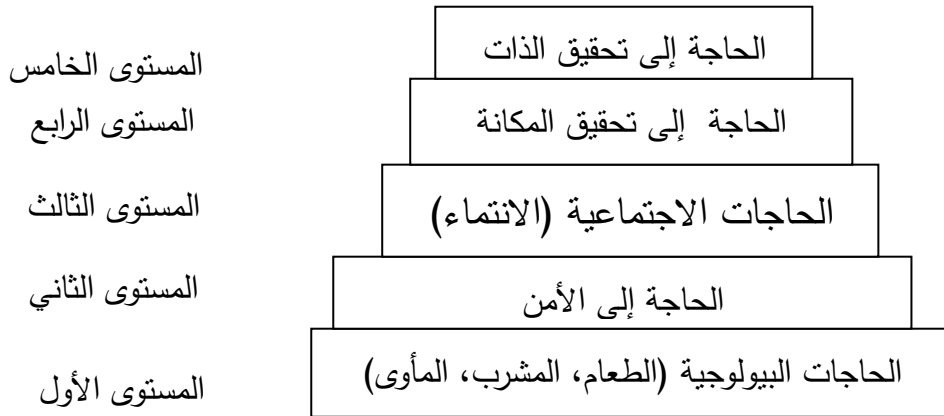 الحاجة إلى تحقيق الذات
المستوى الخامس
الحاجة إلى تحقيق المكانة
المستوى الرابع
الحاجات الاجتماعية (الانتماء)
المستوى الثالث
الحاجة إلى الأمن
المستوى الثاني
الحاجات البيولوجية (الطعام، المشرب، المأوى)
المستوى الأول